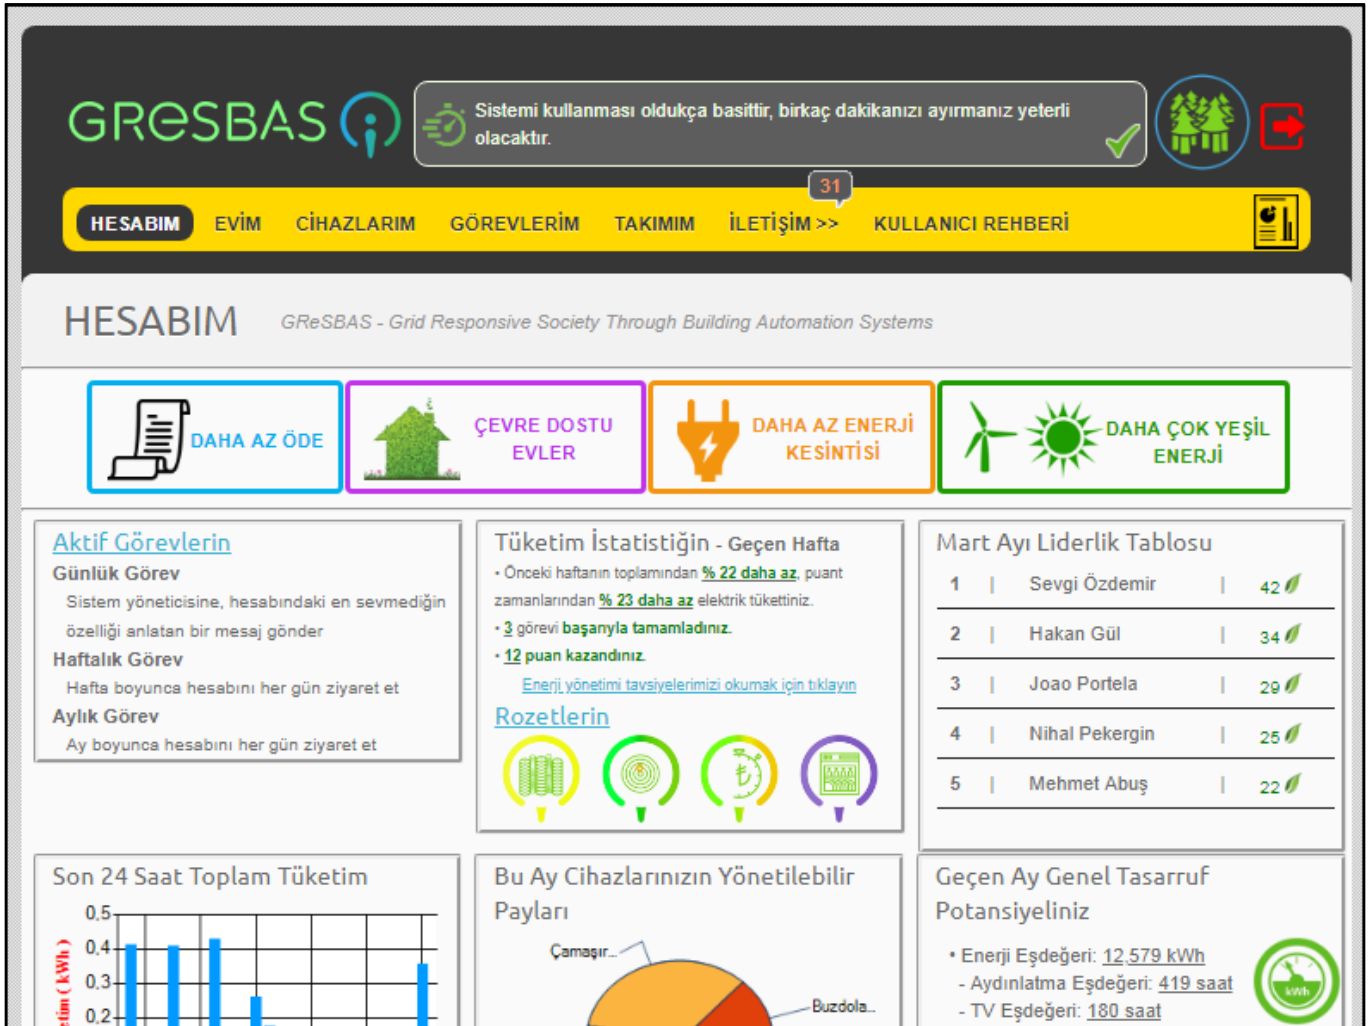 GReSBAS
Sistemi kullanması oldukça basittir, birkaç dakikanızı ayırmanız yeterli
olacaktır.
31
HESABIM EVİM CİHAZLARIM GÖREVLERİM TAKIMIM İLETİŞİM >> KULLANICI REHBERİ
HESABIM GReSBAS - Grid Responsive Society Through Building Automation Systems
DAHA AZ ÖDE
ÇEVRE DOSTU
EVLER
DAHA AZ ENERJİ
KESİNTİSİ
DAHA ÇOK YEŞİL
ENERJİ
Aktif Görevlerin
Günlük Görev
Sistem yöneticisine, hesabındaki en sevmediğin
özelliği anlatan bir mesaj gönder
Haftalık Görev
Hafta boyunca hesabını her gün ziyaret et
Aylık Görev
Ay boyunca hesabını her gün ziyaret et
Tüketim İstatistiğin - Geçen Hafta
• Önceki haftanın toplamından % 22 daha az, puant
zamanlarından % 23 daha az elektrik tükettiniz.
• 3 görevi başarıyla tamamladınız.
• 12 puan kazandınız.
Enerji yönetimi tavsiyelerimizi okumak için tıklayın
Rozetlerin
Mart Ayı Liderlik Tablosu
1 | Sevgi Özdemir | 42
2 | Hakan Gül | 34
3 | Joao Portela | 29
4 | Nihal Pekergin | 25
5 | Mehmet Abuş | 22
Son 24 Saat Toplam Tüketim
0,5
0,4
0,3
0,2
( kWh )
Bu Ay Cihazlarınızın Yönetilebilir
Payları
Çamaşır...
Buzdola...
Geçen Ay Genel Tasarruf
Potansiyeliniz
• Enerji Eşdeğeri: 12,579 kWh
- Aydınlatma Eşdeğeri: 419 saat
- TV Eşdeğeri: 180 saat
kWh